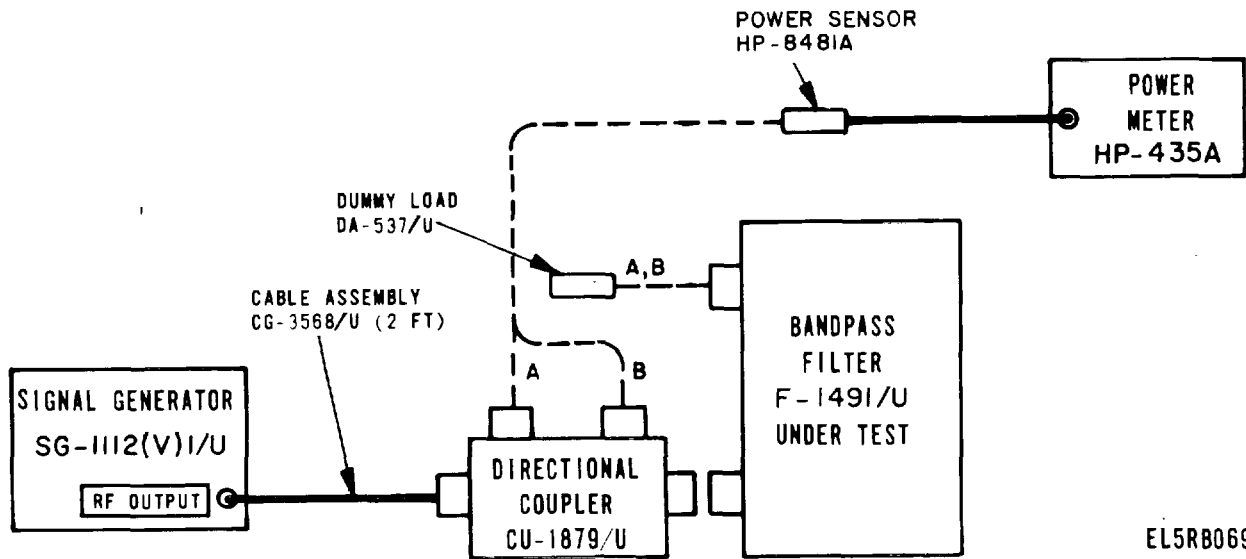 POWER SENSOR
HP-8481A
POWER
METER
HP-435A
DUMMY LOAD
DA-537/U
A,B
CABLE ASSEMBLY
CG-3568/U (2 FT)
BANDPASS
FILTER
F-1491/U
UNDER TEST
A
B
SIGNAL GENERATOR
SG-1112(V)1/U
RF OUTPUT
DIRECTIONAL
COUPLER
CU-1879/U
EL5RB069